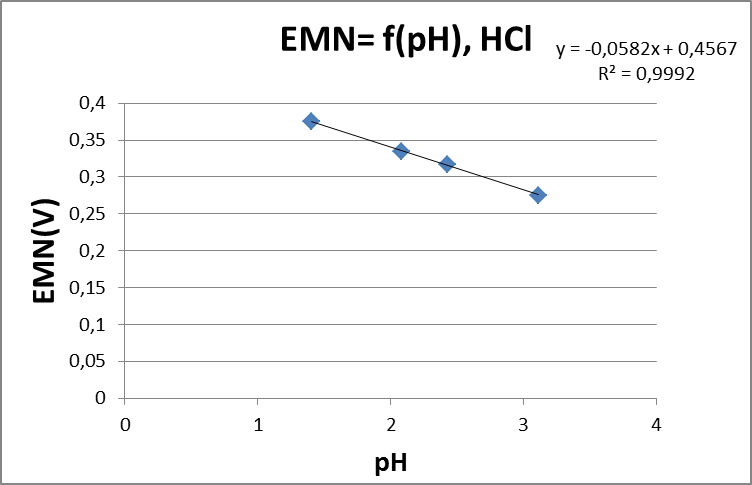 EMN= f(pH), HCl
y = -0,0582x + 0,4567
R² = 0,9992
0,4
0,35
0,3
0,25
0,2
0,15
0,1
0,05
0
EMN(V)
0 1 2 3 4
pH